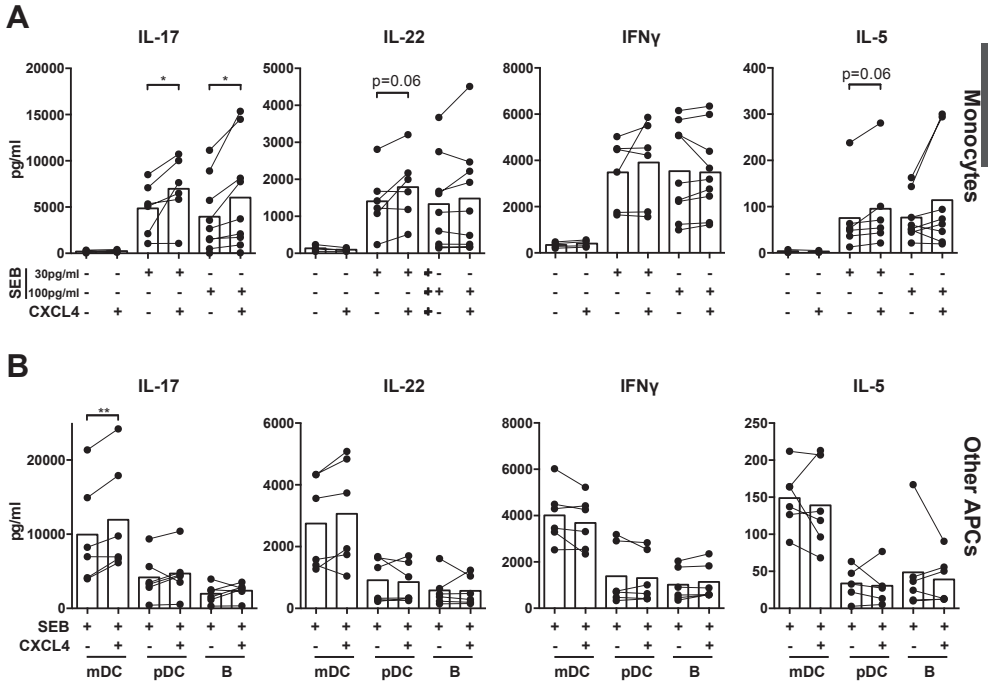 A
IL-17 IL-22 IFNγ IL-5
* * p=0.06 p=0.06
pg/ml
20000 15000 10000 5000 0
5000 4000 3000 2000 1000 0
8000 6000 4000 2000 0
400 300 200 100 0
Monocytes
SEB
30pg/ml - - + + - - - - + + + - - - - + + - - - - + + - -
100pg/ml - - - - + + - - - - + + - - - - - + + - - - - + +
CXCL4 - + - + - + - + - + + - + - + - + - + - + - + - +
B
IL-17 IL-22 IFNγ IL-5
**
pg/ml
20000 10000 0
6000 4000 2000 0
8000 6000 4000 2000 0
250 200 150 100 50 0
Other APCs
SEB + + + + + + + + + + + + + + + + + + + + + + + +
CXCL4 - + - + - + - + - + - + - + - + - + - + - + - +
mDC pDC B mDC pDC B mDC pDC B mDC pDC B